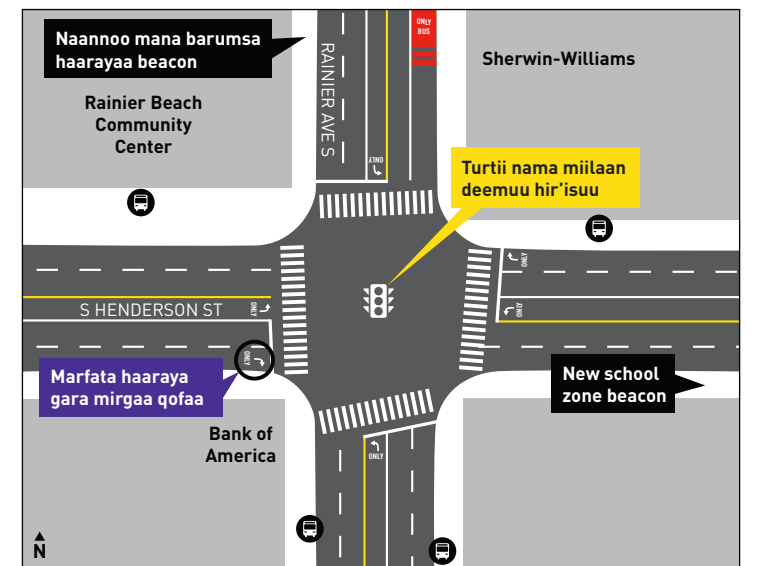 Naannoo mana barumsa
haarayaa beacon
Rainier Beach
Community
Center
RAINIER AVE S
ONLY
BUS
Sherwin-Williams
ONLY
Turtii nama miilaan
deemuu hir’isuu
ONLY
ONLY
S HENDERSON ST
ONLY
ONLY
Marfata haaraya
gara mirgaa qofaa
New school
zone beacon
Bank of
America
ONLY
N